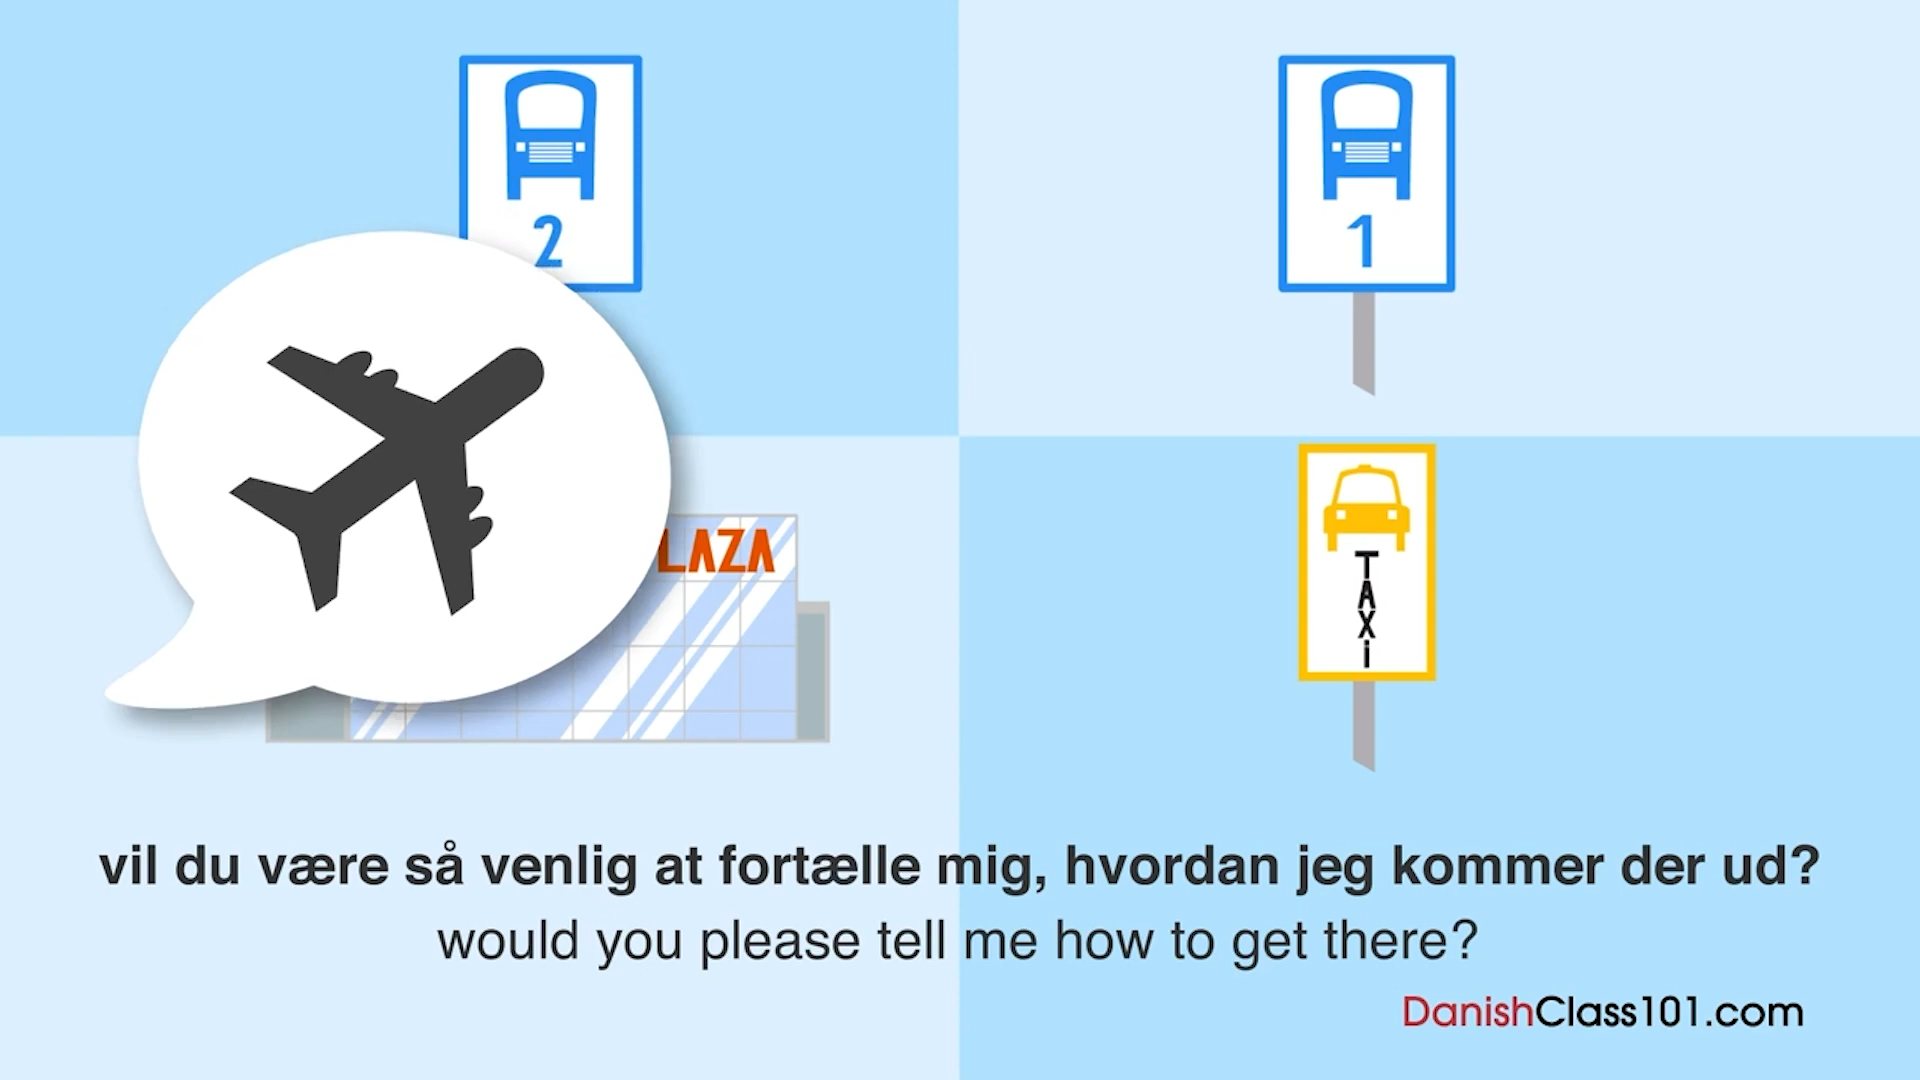 2
1
LAZA
TAXi
vil du være så venlig at fortælle mig, hvordan jeg kommer der ud?
would you please tell me how to get there?
DanishClass101.com